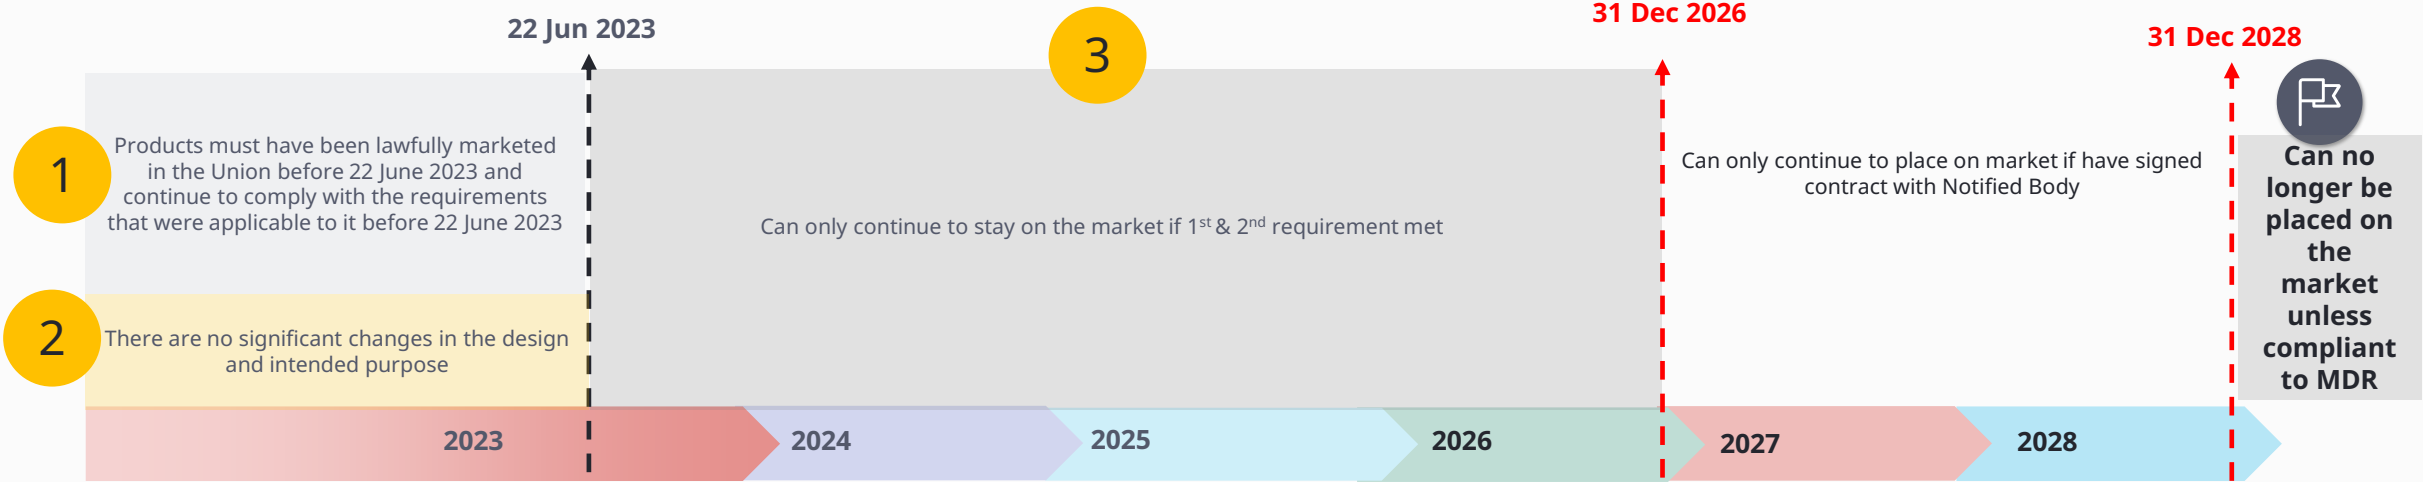 22 Jun 2023
31 Dec 2026
31 Dec 2028
3
1
Products must have been lawfully marketed
in the Union before 22 June 2023 and
continue to comply with the requirements
that were applicable to it before 22 June 2023
2
There are no significant changes in the design
and intended purpose
Can only continue to stay on the market if 1st & 2nd requirement met
Can only continue to place on market if have signed
contract with Notified Body
Can no
longer be
placed on
the
market
unless
compliant
to MDR
2023
2024
2025
2026
2027
2028